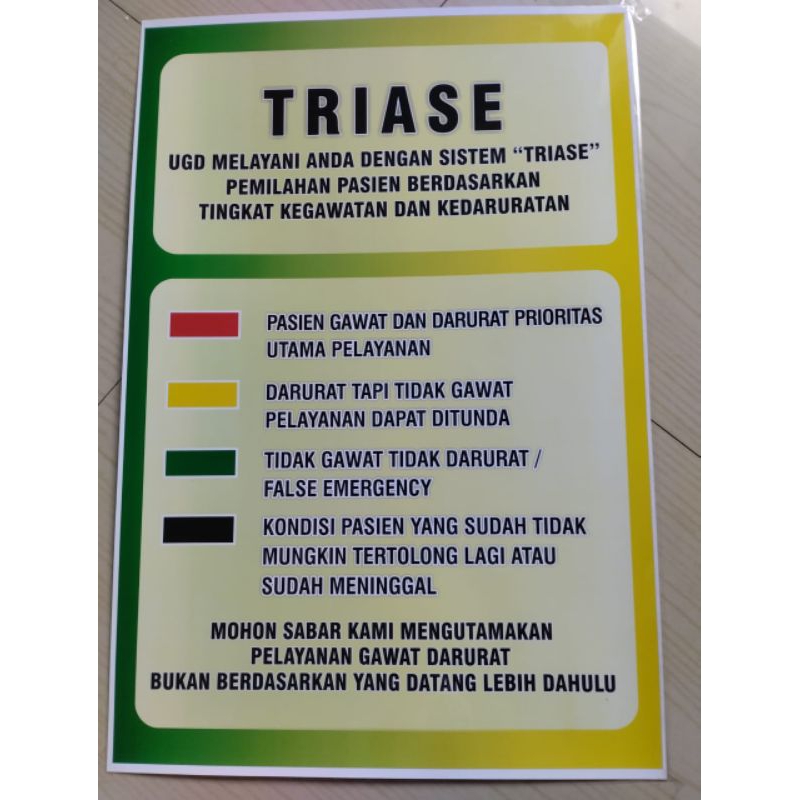 TRIASE
UGD MELAYANI ANDA DENGAN SISTEM “TRIASE”
PEMILAHAN PASIEN BERDASARKAN
TINGKAT KEGAWATAN DAN KEDARURATAN
PASIEN GAWAT DAN DARURAT PRIORITAS
UTAMA PELAYANAN
DARURAT TAPI TIDAK GAWAT
PELAYANAN DAPAT DITUNDA
TIDAK GAWAT TIDAK DARURAT /
FALSE EMERGENCY
KONDISI PASIEN YANG SUDAH TIDAK
MUNGKIN TERTOLONG LAGI ATAU
SUDAH MENINGGAL
MOHON SABAR KAMI MENGUTAMAKAN
PELAYANAN GAWAT DARURAT
BUKAN BERDASARKAN YANG DATANG LEBIH DAHULU